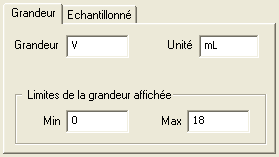 Grandeur Echantillonné
Grandeur V Unité mL
Limites de la grandeur affichée
Min 0 Max 18